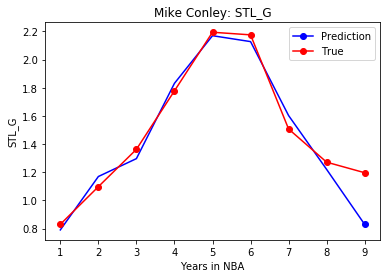 Mike Conley: STL_G
Prediction
True
2.2
2.0
1.8
1.6
1.4
1.2
1.0
0.8
STL_G
1 2 3 4 5 6 7 8 9
Years in NBA